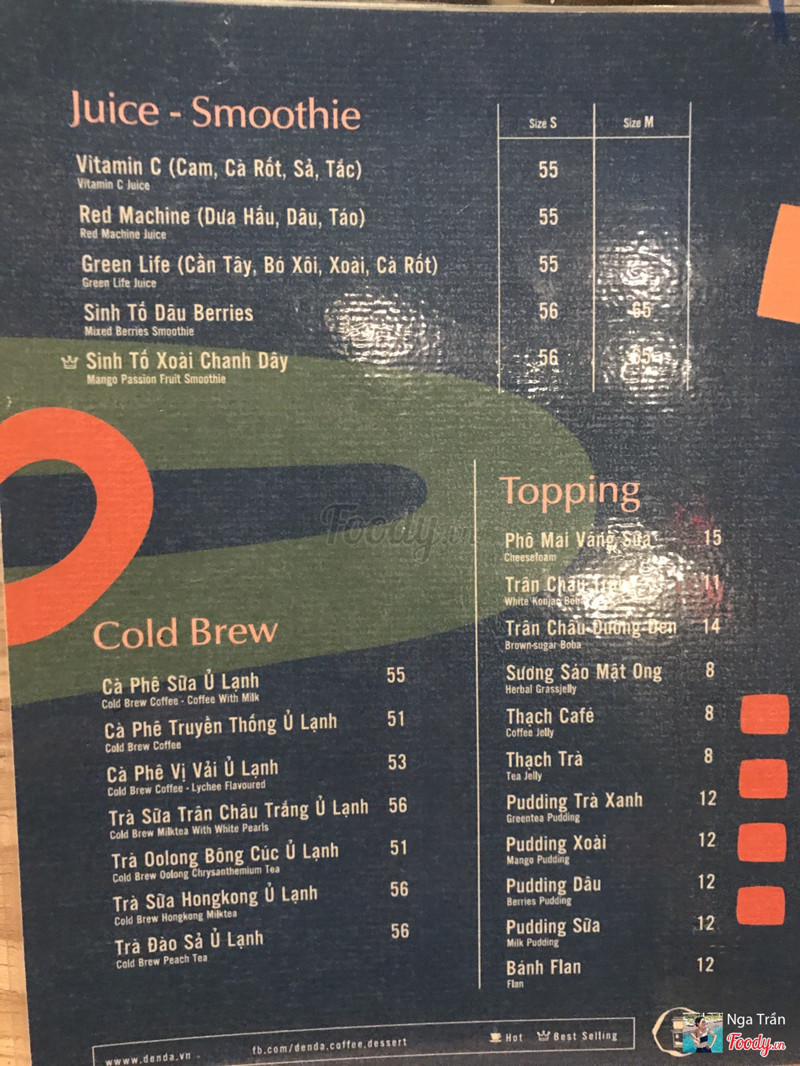 Juice - Smoothie
Size S Size M
Vitamin C (Cam, Cà Rốt, Sả, Tắc) 55
Vitamin C Juice
Red Machine (Dưa Hấu, Dâu, Táo) 55
Red Machine Juice
Green Life (Cần Tây, Bó Xôi, Xoài, Cà Rốt) 55
Green Life Juice
Sinh Tố Dâu Berries 56 65
Mixed Berries Smoothie
Sinh Tố Xoài Chanh Dây 56 65
Mango Passion Fruit Smoothie
Foody.vn
Topping
Phô Mai Váng Sữa 15
Cheesefoam
Trân Châu 11
White Konjac Boba
Trân Châu Đường Đen 14
Brown-sugar Boba
Sương Sáo Mật Ong 8
Herbal Grassjelly
Thạch Café 8
Coffee Jelly
Thạch Trà 8
Tea Jelly
Pudding Trà Xanh 12
Greentea Pudding
Pudding Xoài 12
Mango Pudding
Pudding Dâu 12
Berries Pudding
Pudding Sữa 12
Milk Pudding
Bánh Flan 12
Flan
Cold Brew
Cà Phê Sữa Ủ Lạnh 55
Cold Brew Coffee - Coffee With Milk
Cà Phê Truyền Thống Ủ Lạnh 51
Cold Brew Coffee
Cà Phê Vị Vải Ủ Lạnh 53
Cold Brew Coffee - Lychee Flavoured
Trà Sữa Trân Châu Trắng Ủ Lạnh 56
Cold Brew Milktea With White Pearls
Trà Oolong Bông Cúc Ủ Lạnh 51
Cold Brew Oolong Chrysanthemium Tea
Trà Sữa Hongkong Ủ Lạnh 56
Cold Brew Hongkong Milktea
Trà Đào Sả Ủ Lạnh 56
Cold Brew Peach Tea
www.denda.vn - fb.com/denda.coffee.dessert Hot Best Selling
Nga Trần
Foody.vn